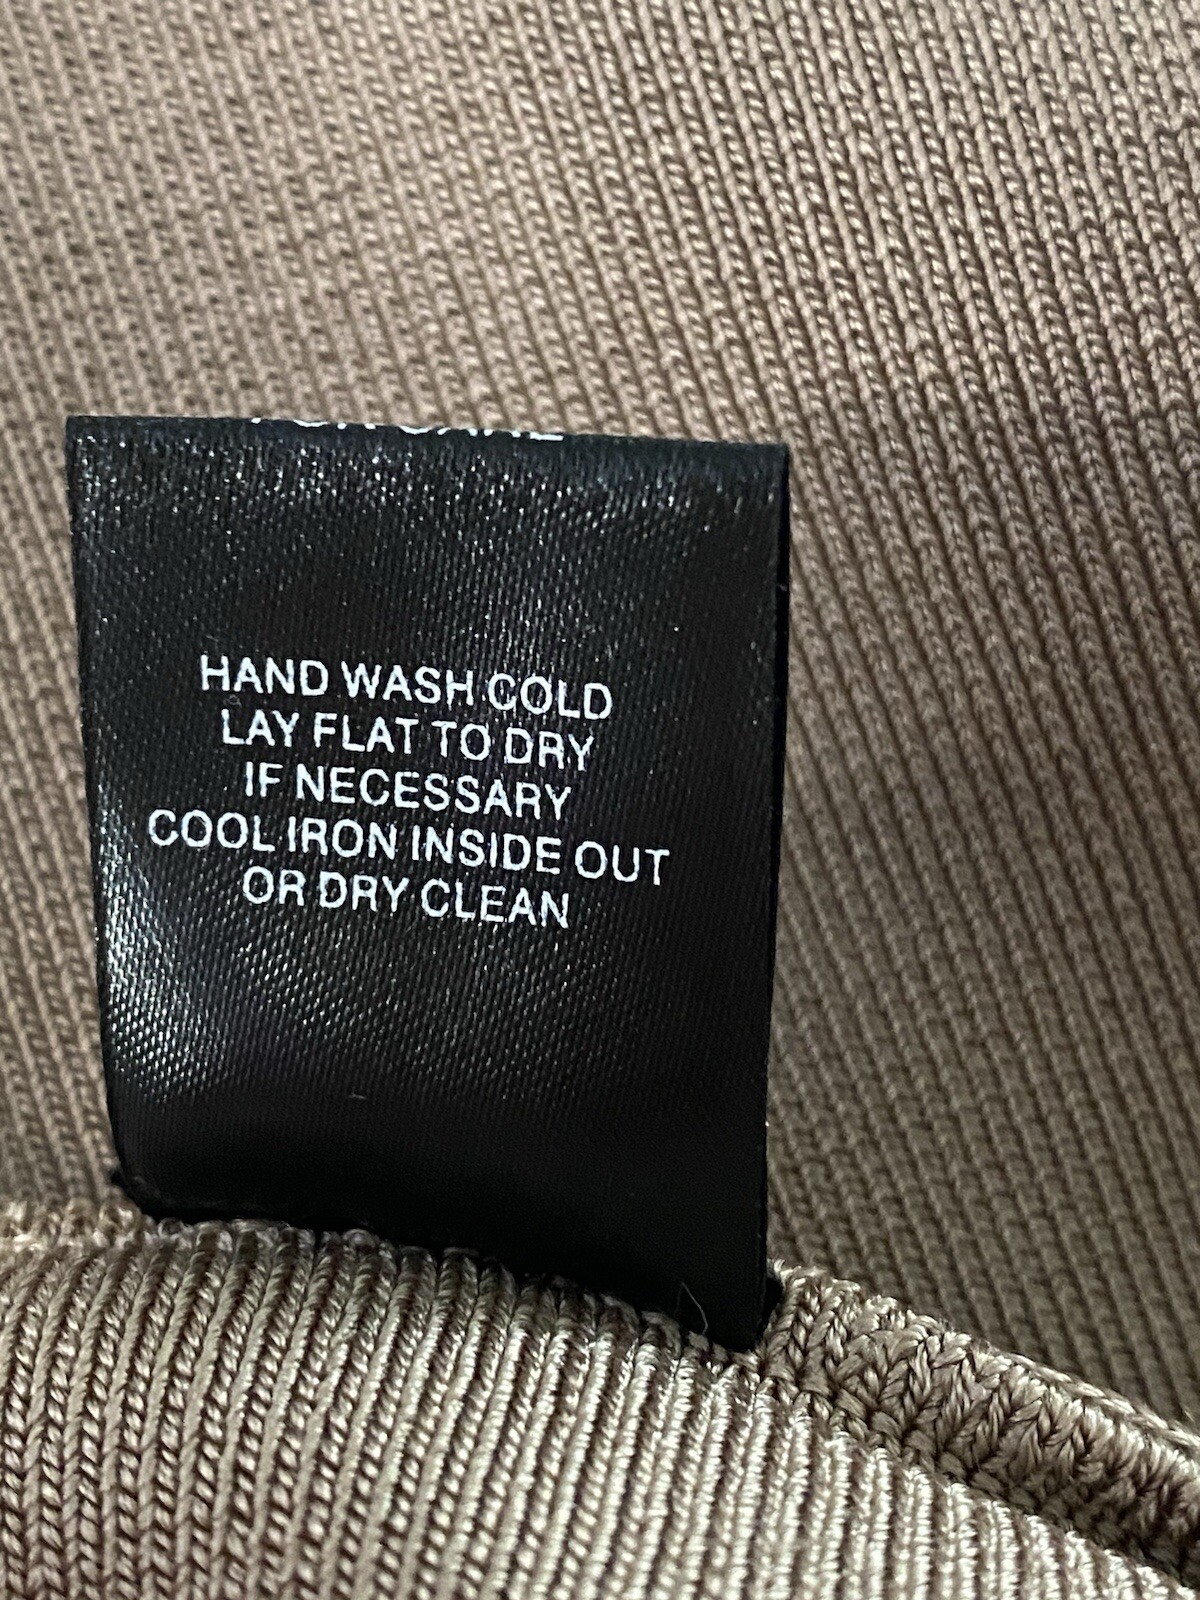 HAND WASH COLD
LAY FLAT TO DRY
IF NECESSARY
COOL IRON INSIDE OUT
OR DRY CLEAN